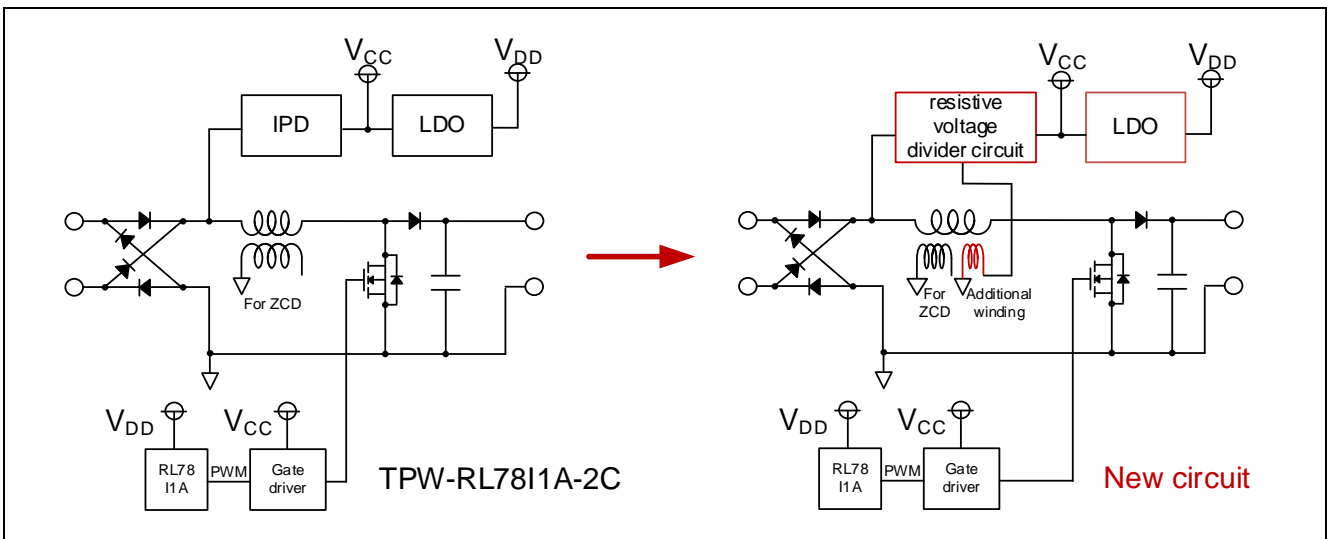 VCC
VDD
IPD
LDO
For ZCD
VDD
VCC
RL78
I1A
PWM
Gate
driver
TPW-RL78I1A-2C
VCC
VDD
resistive
voltage
divider circuit
LDO
For
ZCD
Additional
winding
VDD
VCC
RL78
I1A
PWM
Gate
driver
New circuit